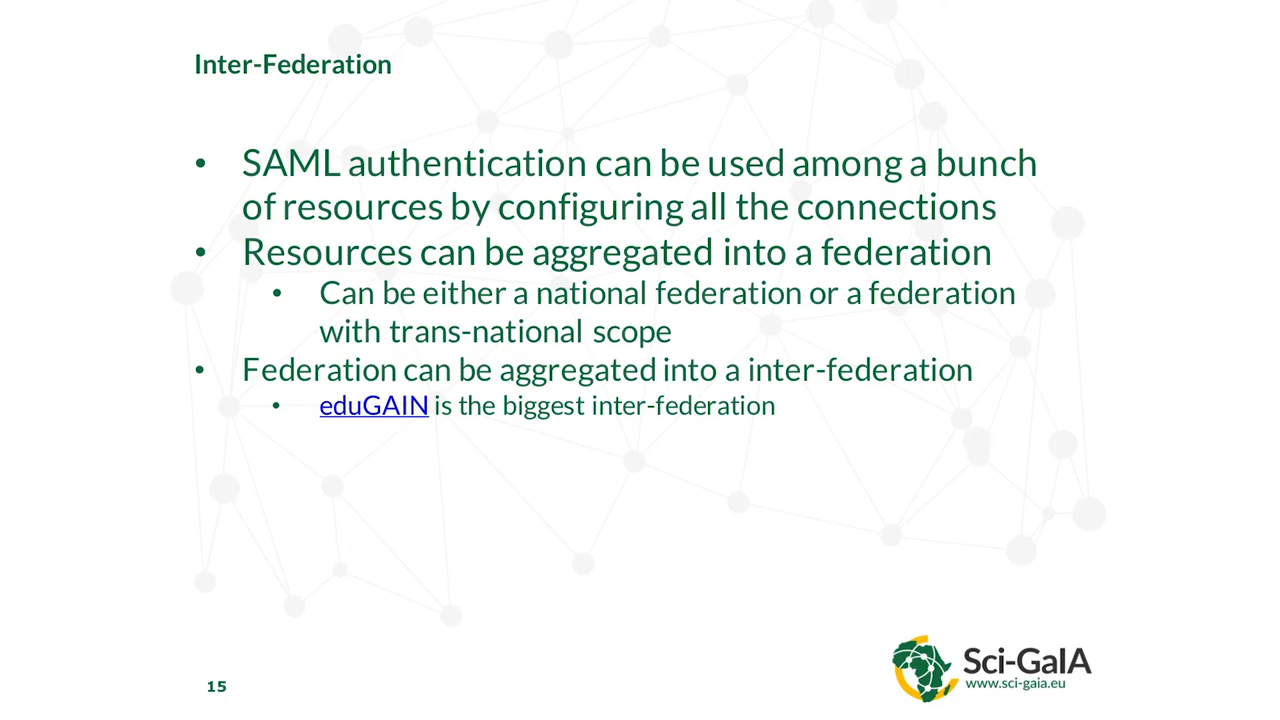 Inter-Federation
• SAML authentication can be used among a bunch
of resources by configuring all the connections
• Resources can be aggregated into a federation
• Can be either a national federation or a federation
with trans-national scope
• Federation can be aggregated into a inter-federation
• eduGAIN is the biggest inter-federation
15
Sci-GaIA
www.sci-gaia.eu